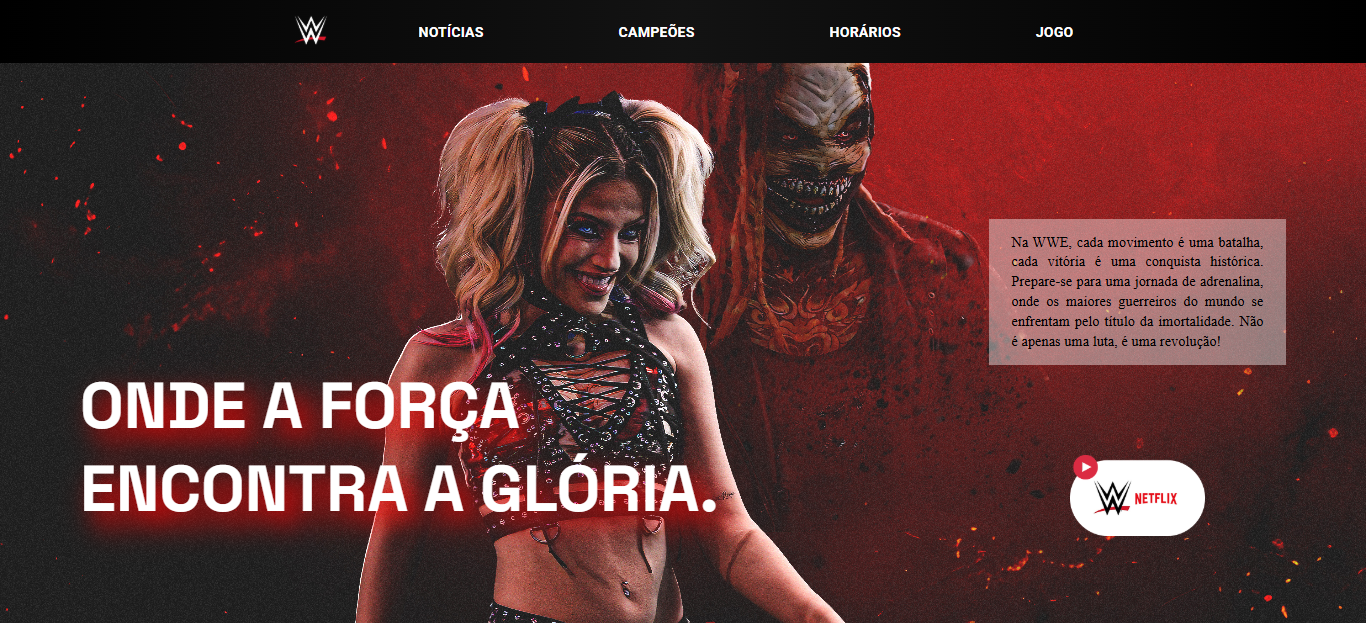 W
NOTÍCIAS
CAMPEÕES
HORÁRIOS
JOGO
Na WWE, cada movimento é uma batalha,
cada vitória é uma conquista histórica.
Prepare-se para uma jornada de adrenalina,
onde os maiores guerreiros do mundo se
enfrentam pelo título da imortalidade. Não
é apenas uma luta, é uma revolução!
ONDE A FORÇA
ENCONTRA A GLÓRIA.
W NETFLIX